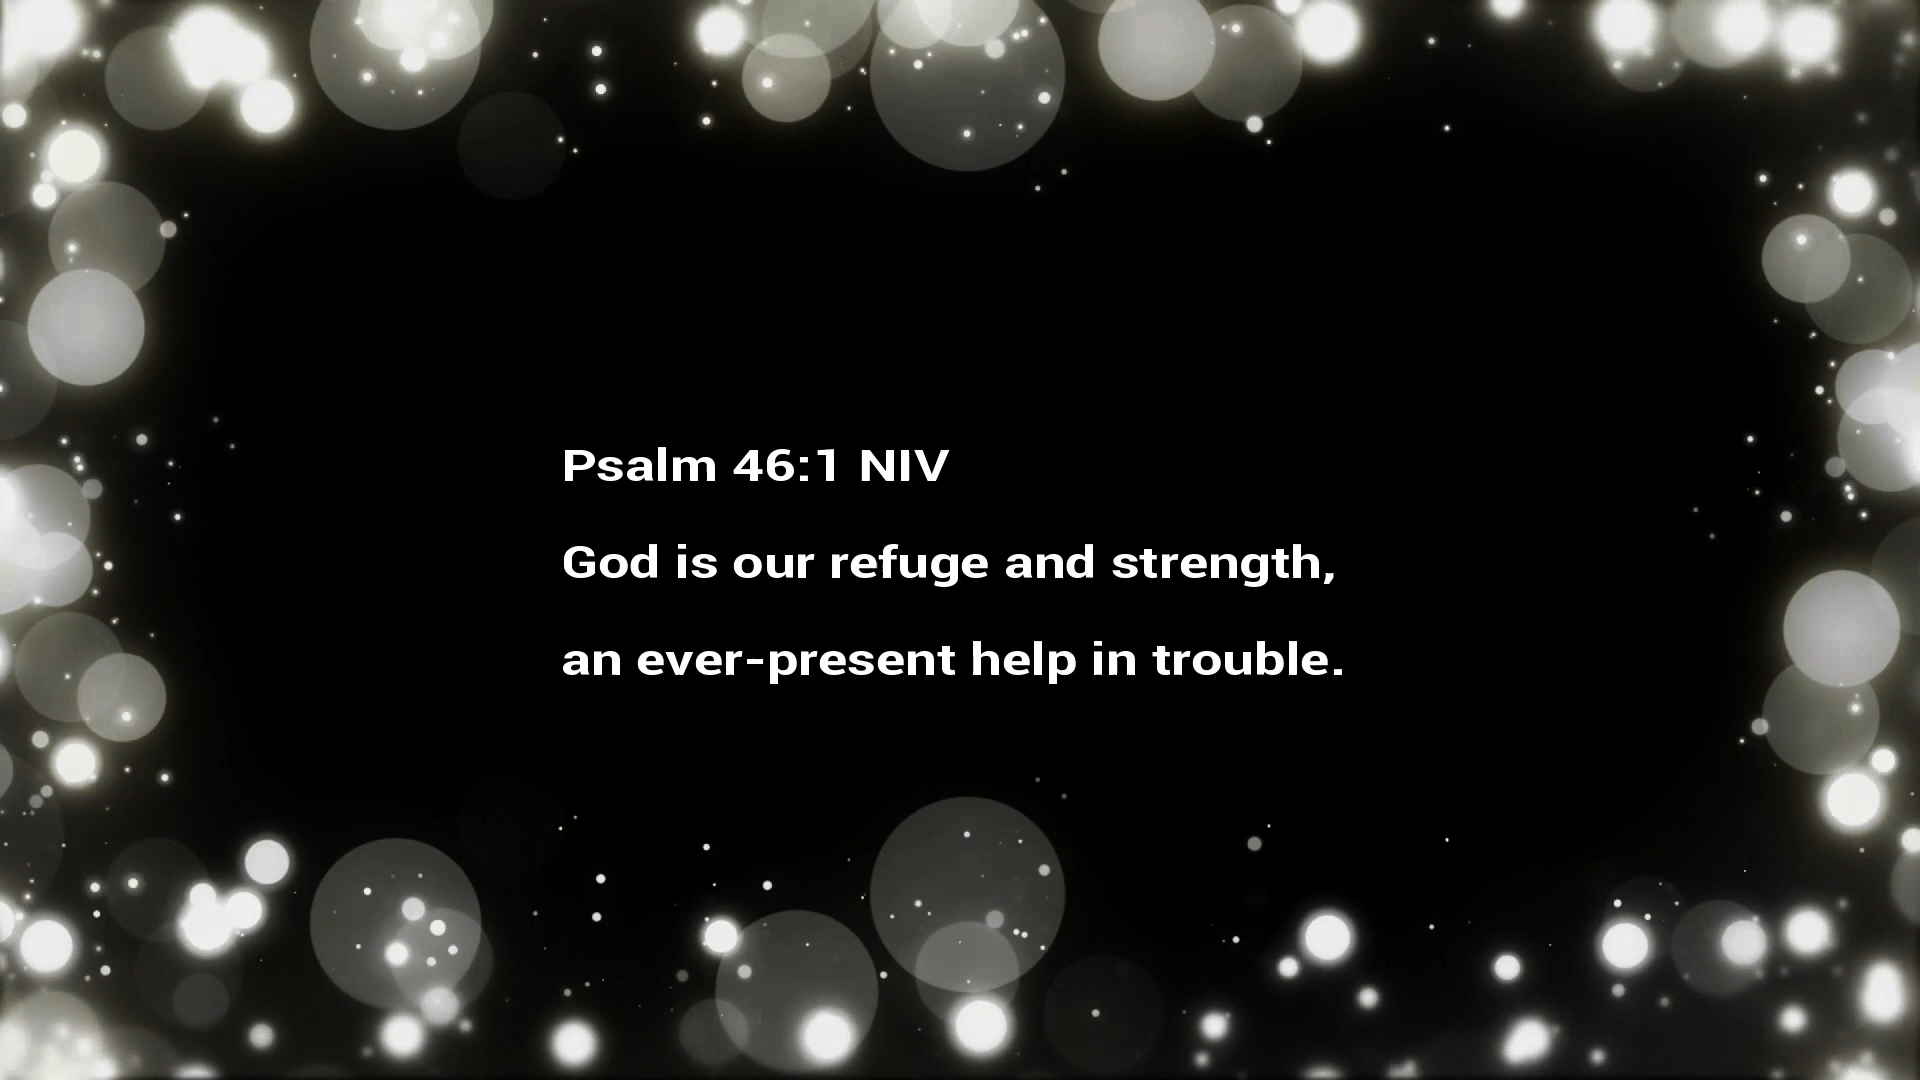 Psalm 46:1 NIV
God is our refuge and strength,
an ever-present help in trouble.